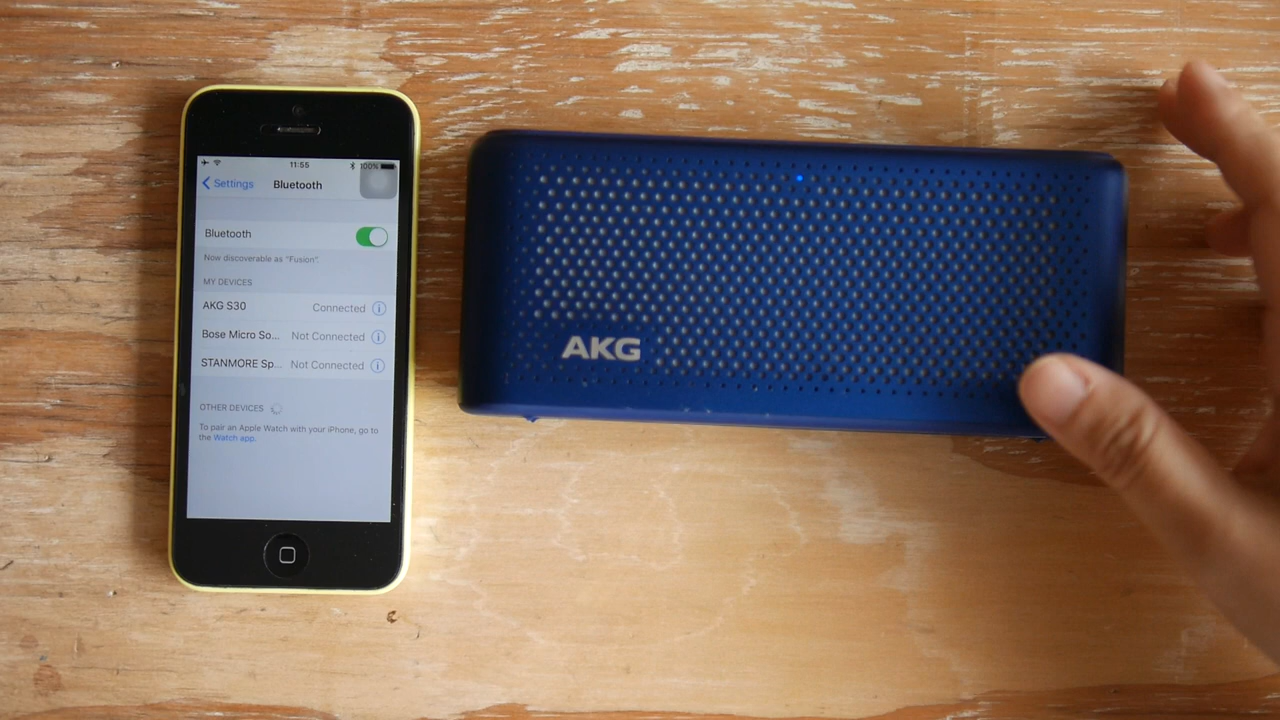 11:55
100%
Settings
Bluetooth
Bluetooth
Now discoverable as "Fusion".
MY DEVICES
AKG S30 Connected
Bose Micro So... Not Connected
STANMORE Sp... Not Connected
OTHER DEVICES
To pair an Apple Watch with your iPhone, go to
the Watch app.
AKG